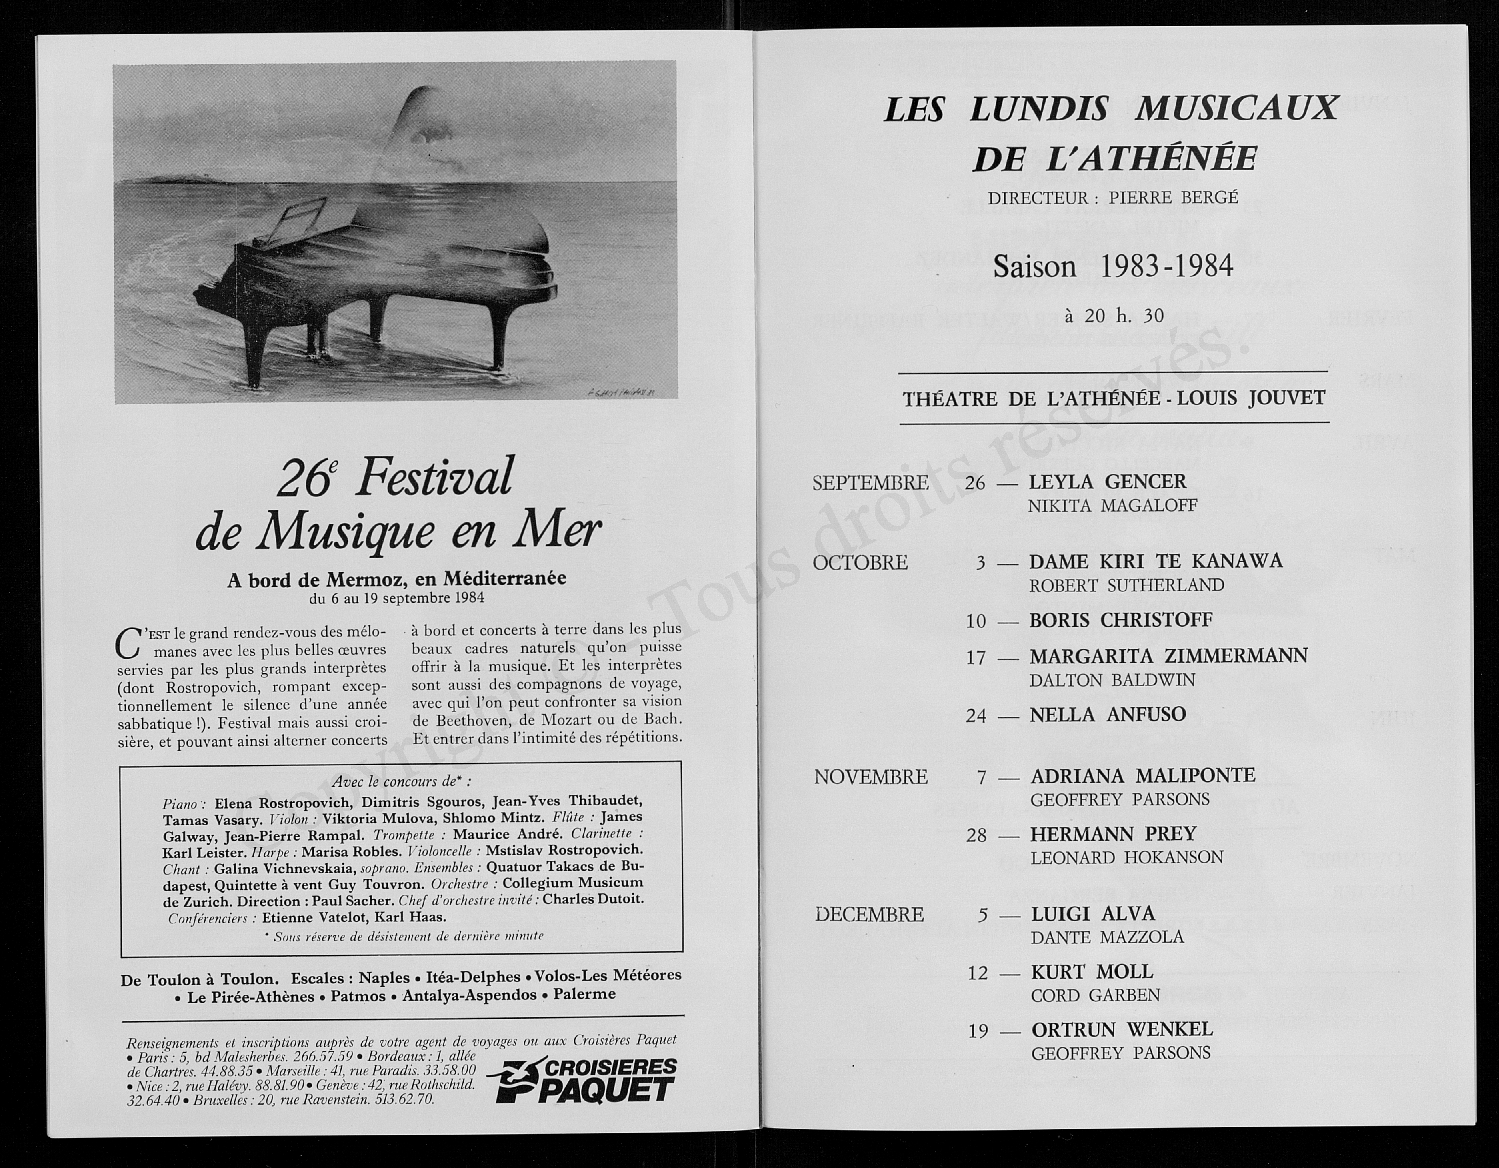 26e Festival
de Musique en Mer
A bord de Mermoz, en Méditerranée
du 6 au 19 septembre 1984
C'EST le grand rendez-vous des mélo-
manes avec les plus belles œuvres
servies par les plus grands interprètes
(dont Rostropovich, rompant excep-
tionnellement le silence d'une année
sabbatique !). Festival mais aussi croi-
sière, et pouvant ainsi alterner concerts
à bord et concerts à terre dans les plus
beaux cadres naturels qu'on puisse
offrir à la musique. Et les interprètes
sont aussi des compagnons de voyage,
avec qui l'on peut confronter sa vision
de Beethoven, de Mozart ou de Bach.
Et entrer dans l'intimité des répétitions.
Avec le concours de* :
Piano : Elena Rostropovich, Dimitris Sgouros, Jean-Yves Thibaudet,
Tamas Vasary. Violon : Viktoria Mulova, Shlomo Mintz. Flûte : James
Galway, Jean-Pierre Rampal. Trompette : Maurice André. Clarinette :
Karl Leister. Harpe : Marisa Robles. Violoncelle : Mstislav Rostropovich.
Chant : Galina Vichnevskaia, soprano. Ensembles : Quatuor Takacs de Bu-
dapest, Quintette à vent Guy Touvron. Orchestre : Collegium Musicum
de Zurich. Direction : Paul Sacher. Chef d'orchestre invité : Charles Dutoit.
Conférenciers : Etienne Vatelot, Karl Haas.
* Sous réserve de désistement de dernière minute
De Toulon à Toulon. Escales : Naples • Itéa-Delphes • Volos-Les Météores
• Le Pirée-Athènes • Patmos • Antalya-Aspendos • Palerme
Renseignements et inscriptions auprès de votre agent de voyages ou aux Croisières Paquet
• Paris : 5, bd Malesherbes. 266.57.59 • Bordeaux : 1, allée
de Chartres. 44.88.35 • Marseille : 41, rue Paradis. 33.58.00
• Nice : 2, rue Halévy. 88.81.90 • Genève : 42, rue Rothschild.
32.64.40 • Bruxelles : 20, rue Ravenstein. 513.62.70.
CROISIERES
PAQUET
LES LUNDIS MUSICAUX
DE L'ATHÉNÉE
DIRECTEUR : PIERRE BERGÉ
Saison 1983-1984
à 20 h. 30
THÉATRE DE L'ATHÉNÉE - LOUIS JOUVET
SEPTEMBRE 26 — LEYLA GENCER
NIKITA MAGALOFF
OCTOBRE 3 — DAME KIRI TE KANAWA
ROBERT SUTHERLAND
10 — BORIS CHRISTOFF
17 — MARGARITA ZIMMERMANN
DALTON BALDWIN
24 — NELLA ANFUSO
NOVEMBRE 7 — ADRIANA MALIPONTE
GEOFFREY PARSONS
28 — HERMANN PREY
LEONARD HOKANSON
DECEMBRE 5 — LUIGI ALVA
DANTE MAZZOLA
12 — KURT MOLL
CORD GARBEN
19 — ORTRUN WENKEL
GEOFFREY PARSONS
Copyright © - Tous droits réservés.